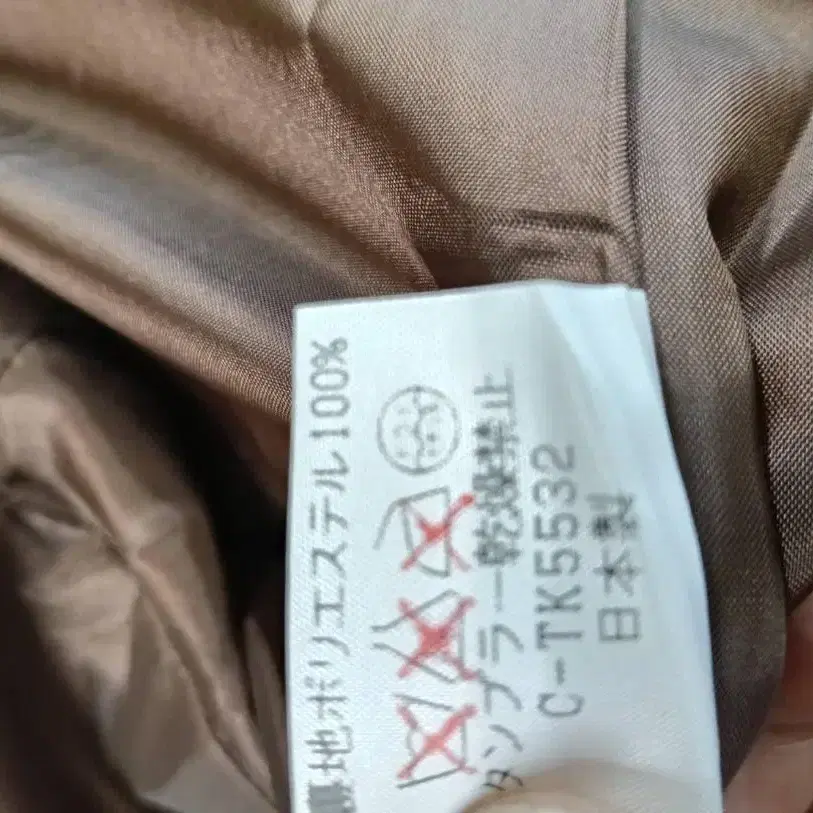 裏地ポリエステル100%
タンブラー乾燥禁止
C-TK5532
日本製